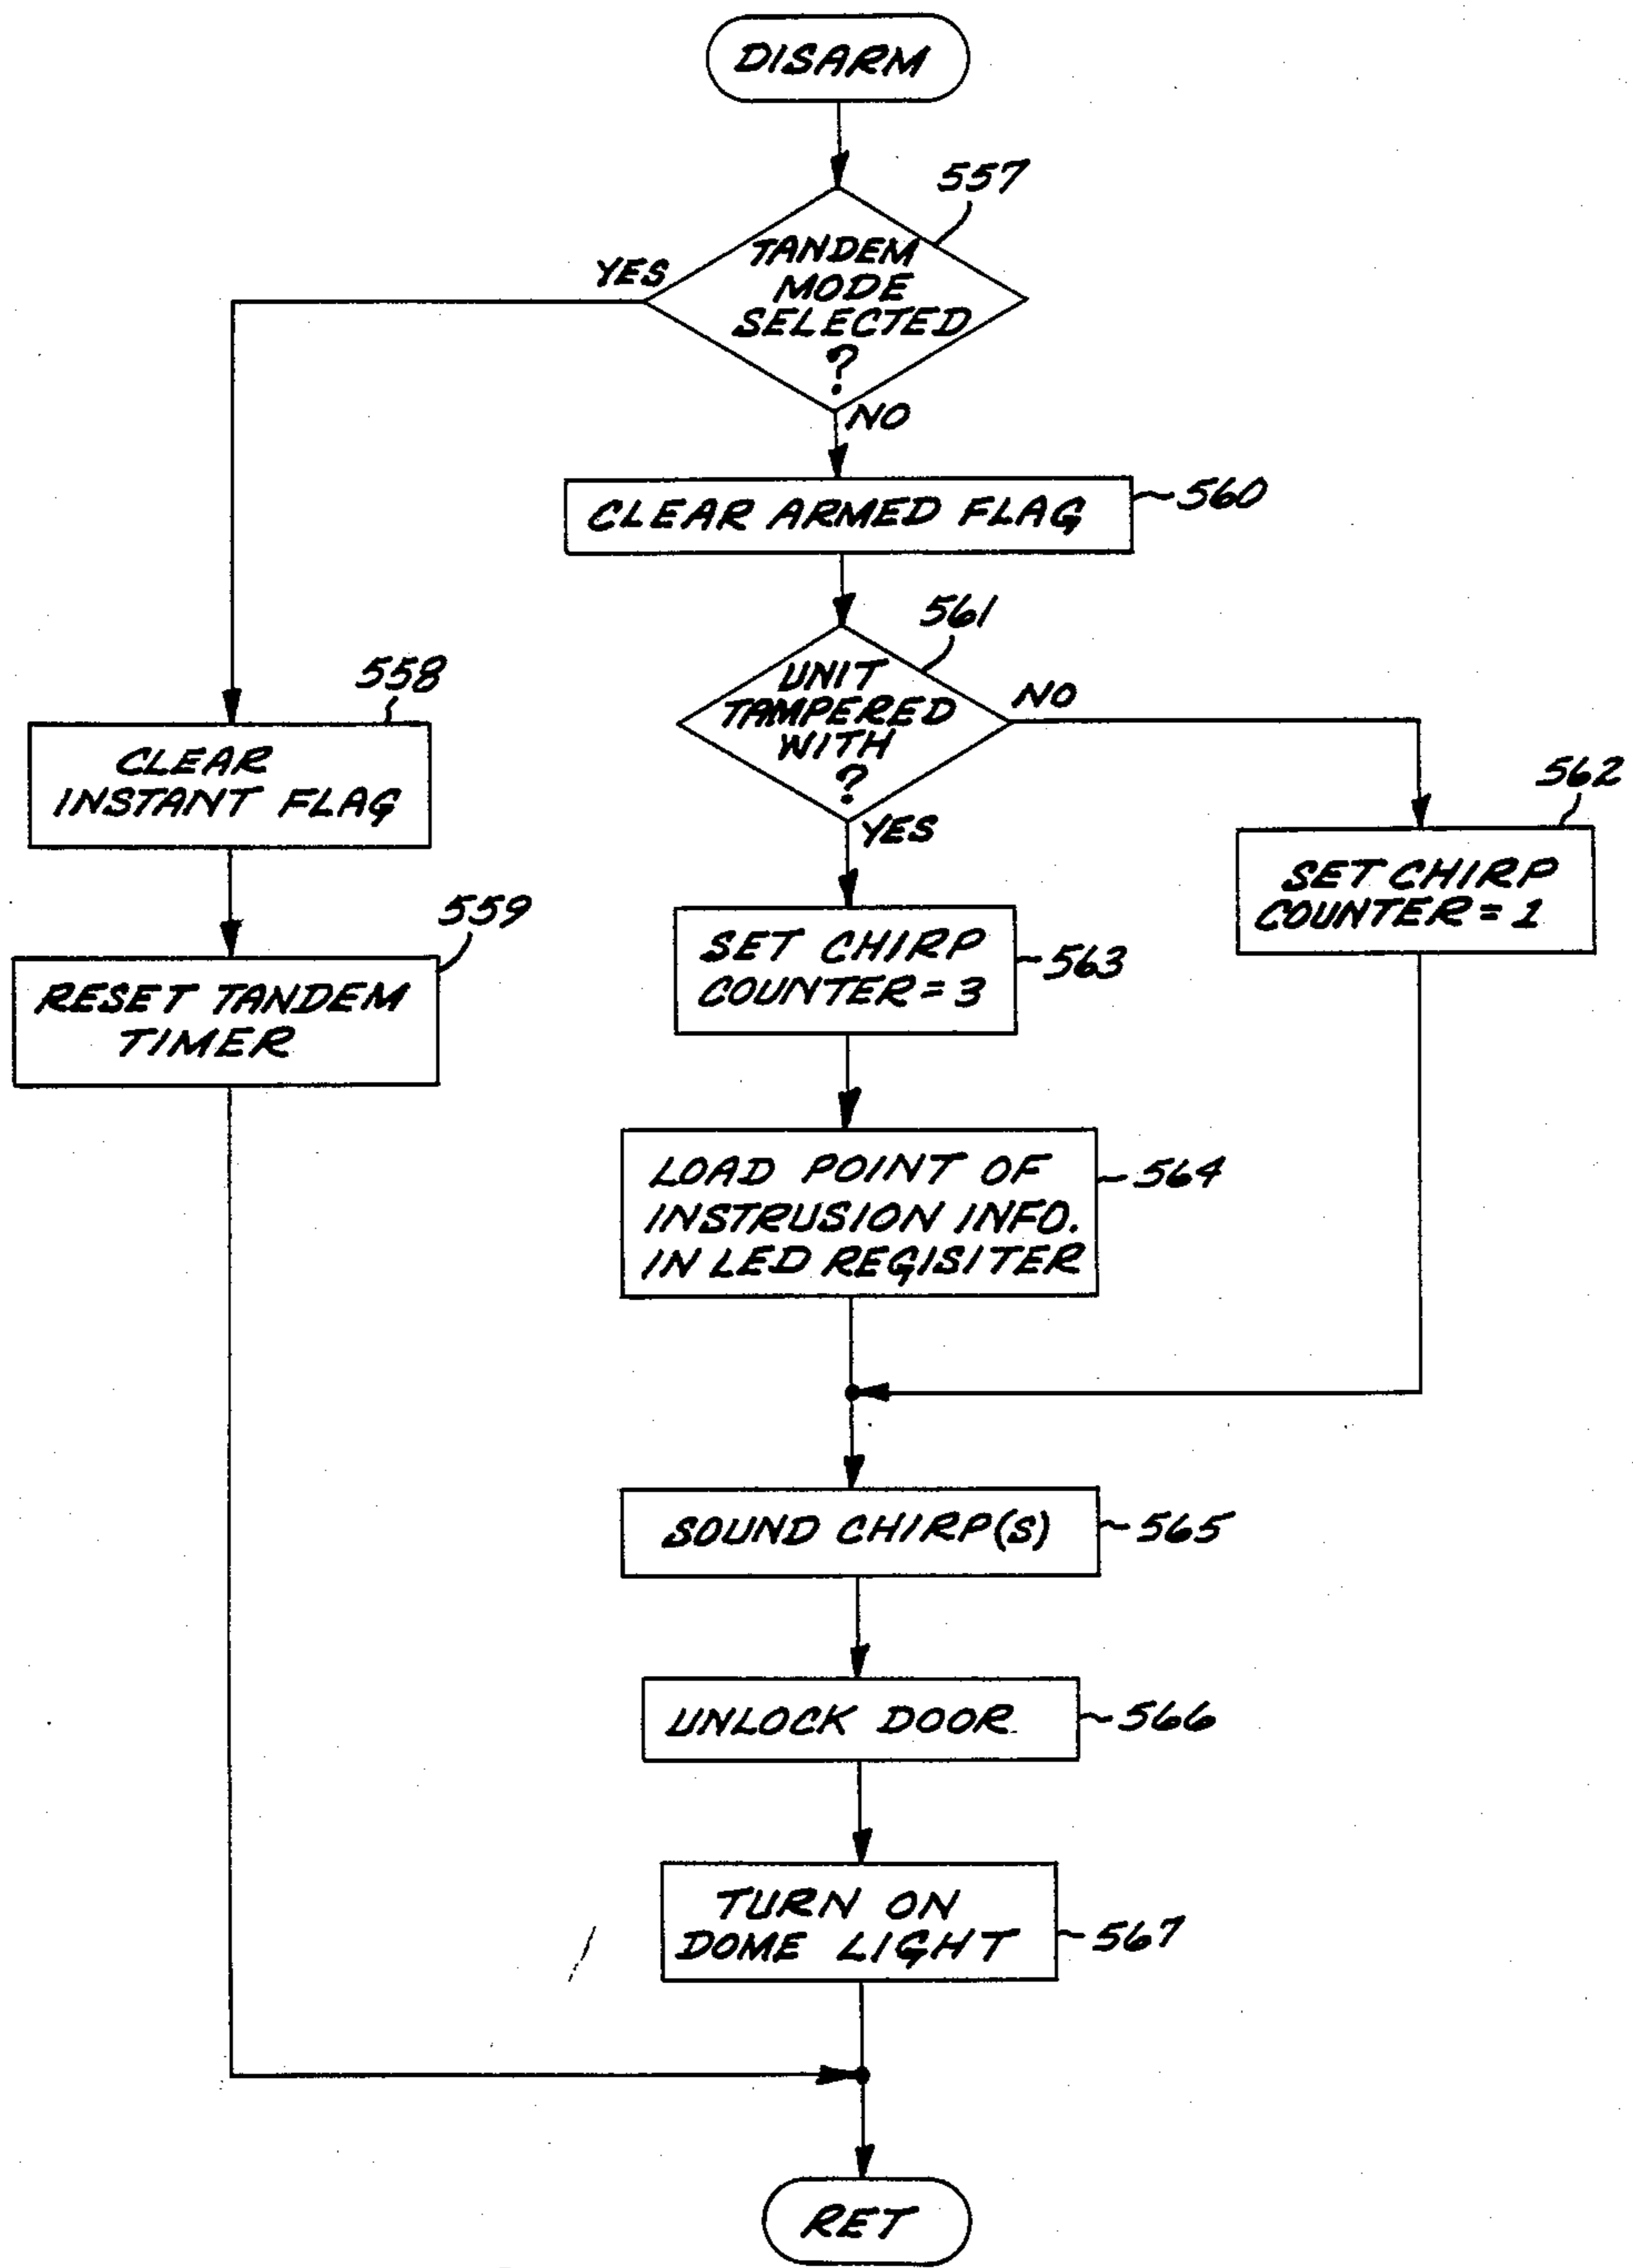 DISARM
557
YES
TANDEM
MODE
SELECTED
?
NO
CLEAR ARMED FLAG
560
561
UNIT
TAMPERED
WITH
?
NO
YES
558
CLEAR
INSTANT FLAG
562
SET CHIRP
COUNTER = 1
559
RESET TANDEM
TIMER
SET CHIRP
COUNTER = 3
563
LOAD POINT OF
INSTRUSION INFO.
IN LED REGISITER
564
SOUND CHIRP(S)
565
UNLOCK DOOR
566
TURN ON
DOME LIGHT
567
RET